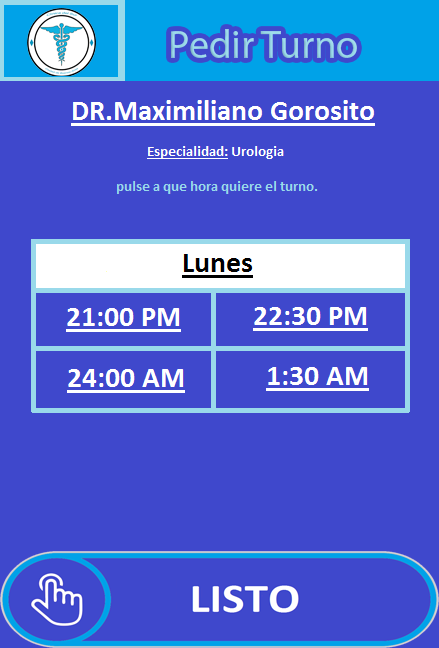 Pedir Turno
DR.Maximiliano Gorosito
Especialidad: Urologia
pulse a que hora quiere el turno.
Lunes
21:00 PM 22:30 PM
24:00 AM 1:30 AM
LISTO